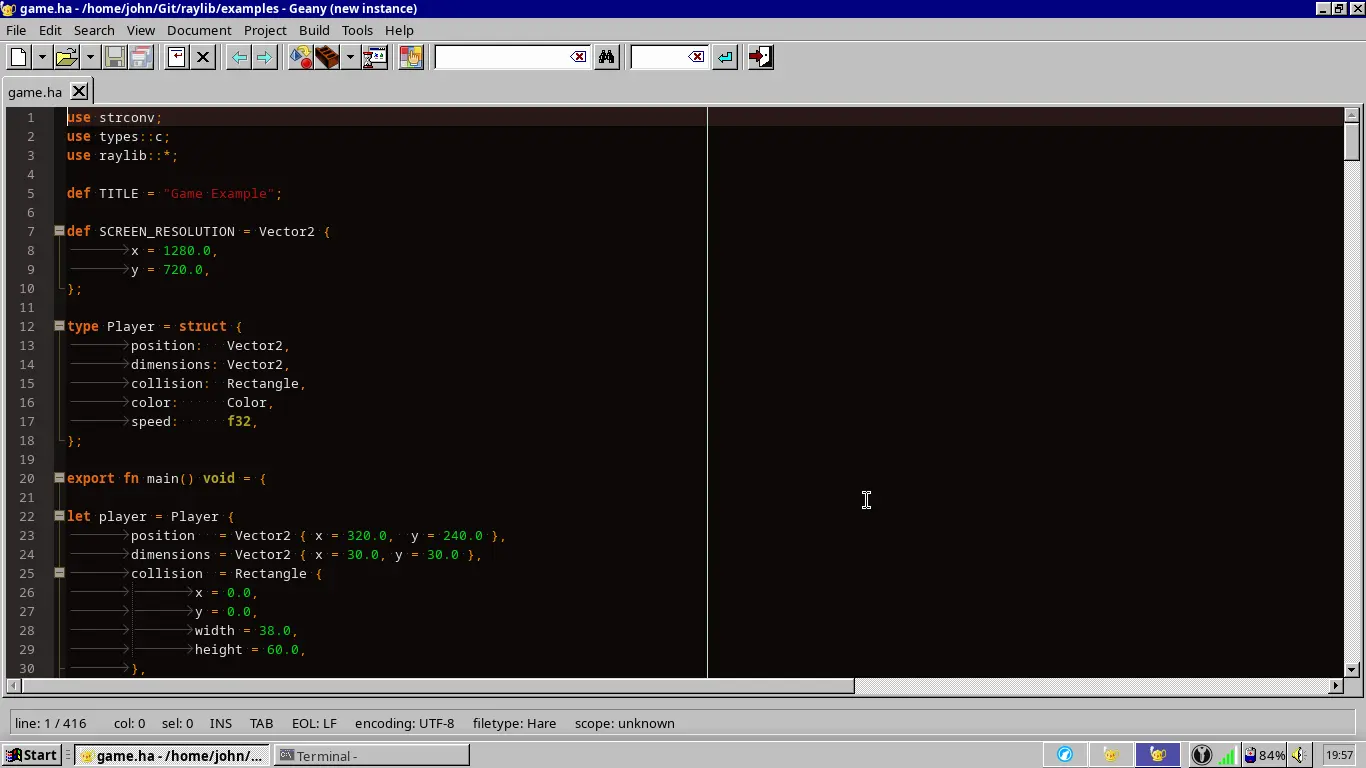 game.ha - /home/john/Git/raylib/examples - Geany (new instance)
File Edit Search View Document Project Build Tools Help
game.ha
1 use strconv;
2 use types::c;
3 use raylib::*;
4
5 def TITLE = "Game Example";
6
7 def SCREEN_RESOLUTION = Vector2 {
8 x = 1280.0,
9 y = 720.0,
10 };
11
12 type Player = struct {
13 position: Vector2,
14 dimensions: Vector2,
15 collision: Rectangle,
16 color: Color,
17 speed: f32,
18 };
19
20 export fn main() void = {
21
22 let player = Player {
23 position = Vector2 { x = 320.0, y = 240.0 },
24 dimensions = Vector2 { x = 30.0, y = 30.0 },
25 collision = Rectangle {
26 x = 0.0,
27 y = 0.0,
28 width = 38.0,
29 height = 60.0,
30 },
line: 1 / 416 col: 0 sel: 0 INS TAB EOL: LF encoding: UTF-8 filetype: Hare scope: unknown
Start game.ha - /home/john/... Terminal - 84% 19:57